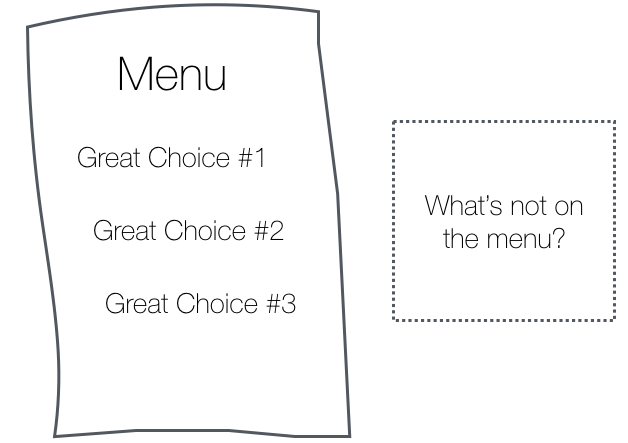 Menu
Great Choice #1
Great Choice #2
Great Choice #3
What's not on
the menu?